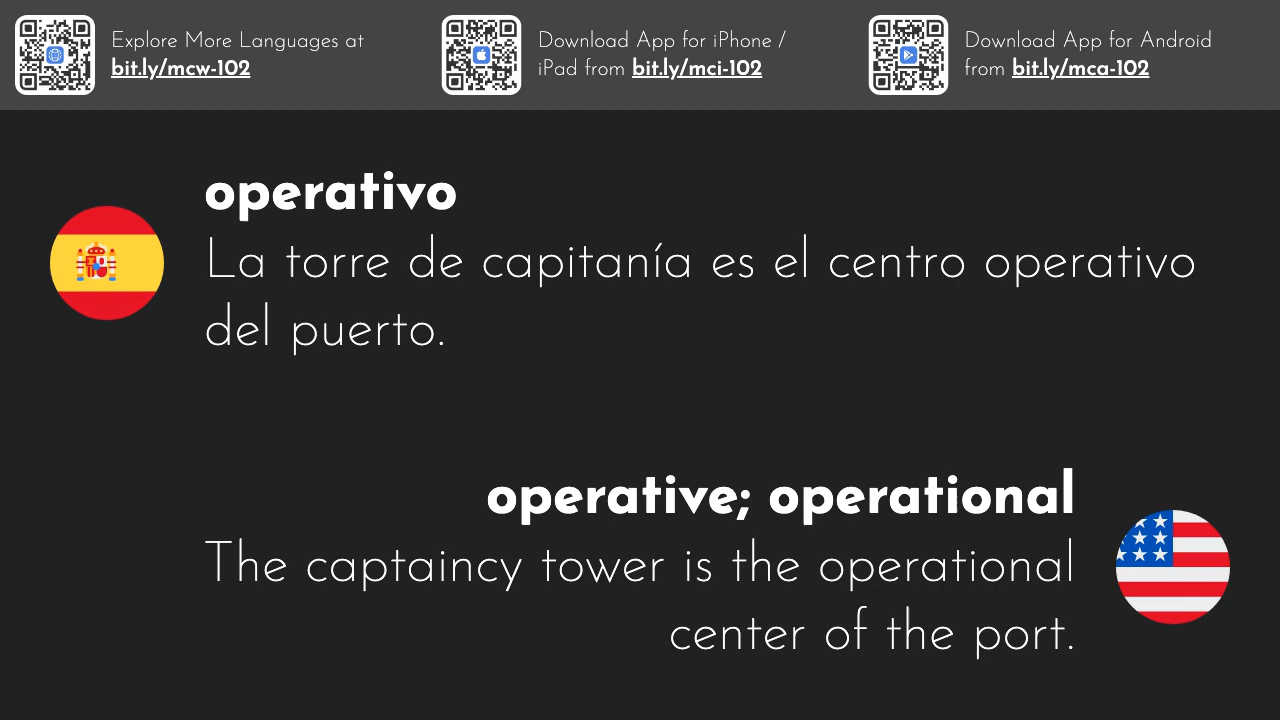 Explore More Languages at
bit.ly/mcw-102
Download App for iPhone /
iPad from bit.ly/mci-102
Download App for Android
from bit.ly/mca-102
operativo
La torre de capitanía es el centro operativo
del puerto.
operative; operational
The captaincy tower is the operational
center of the port.